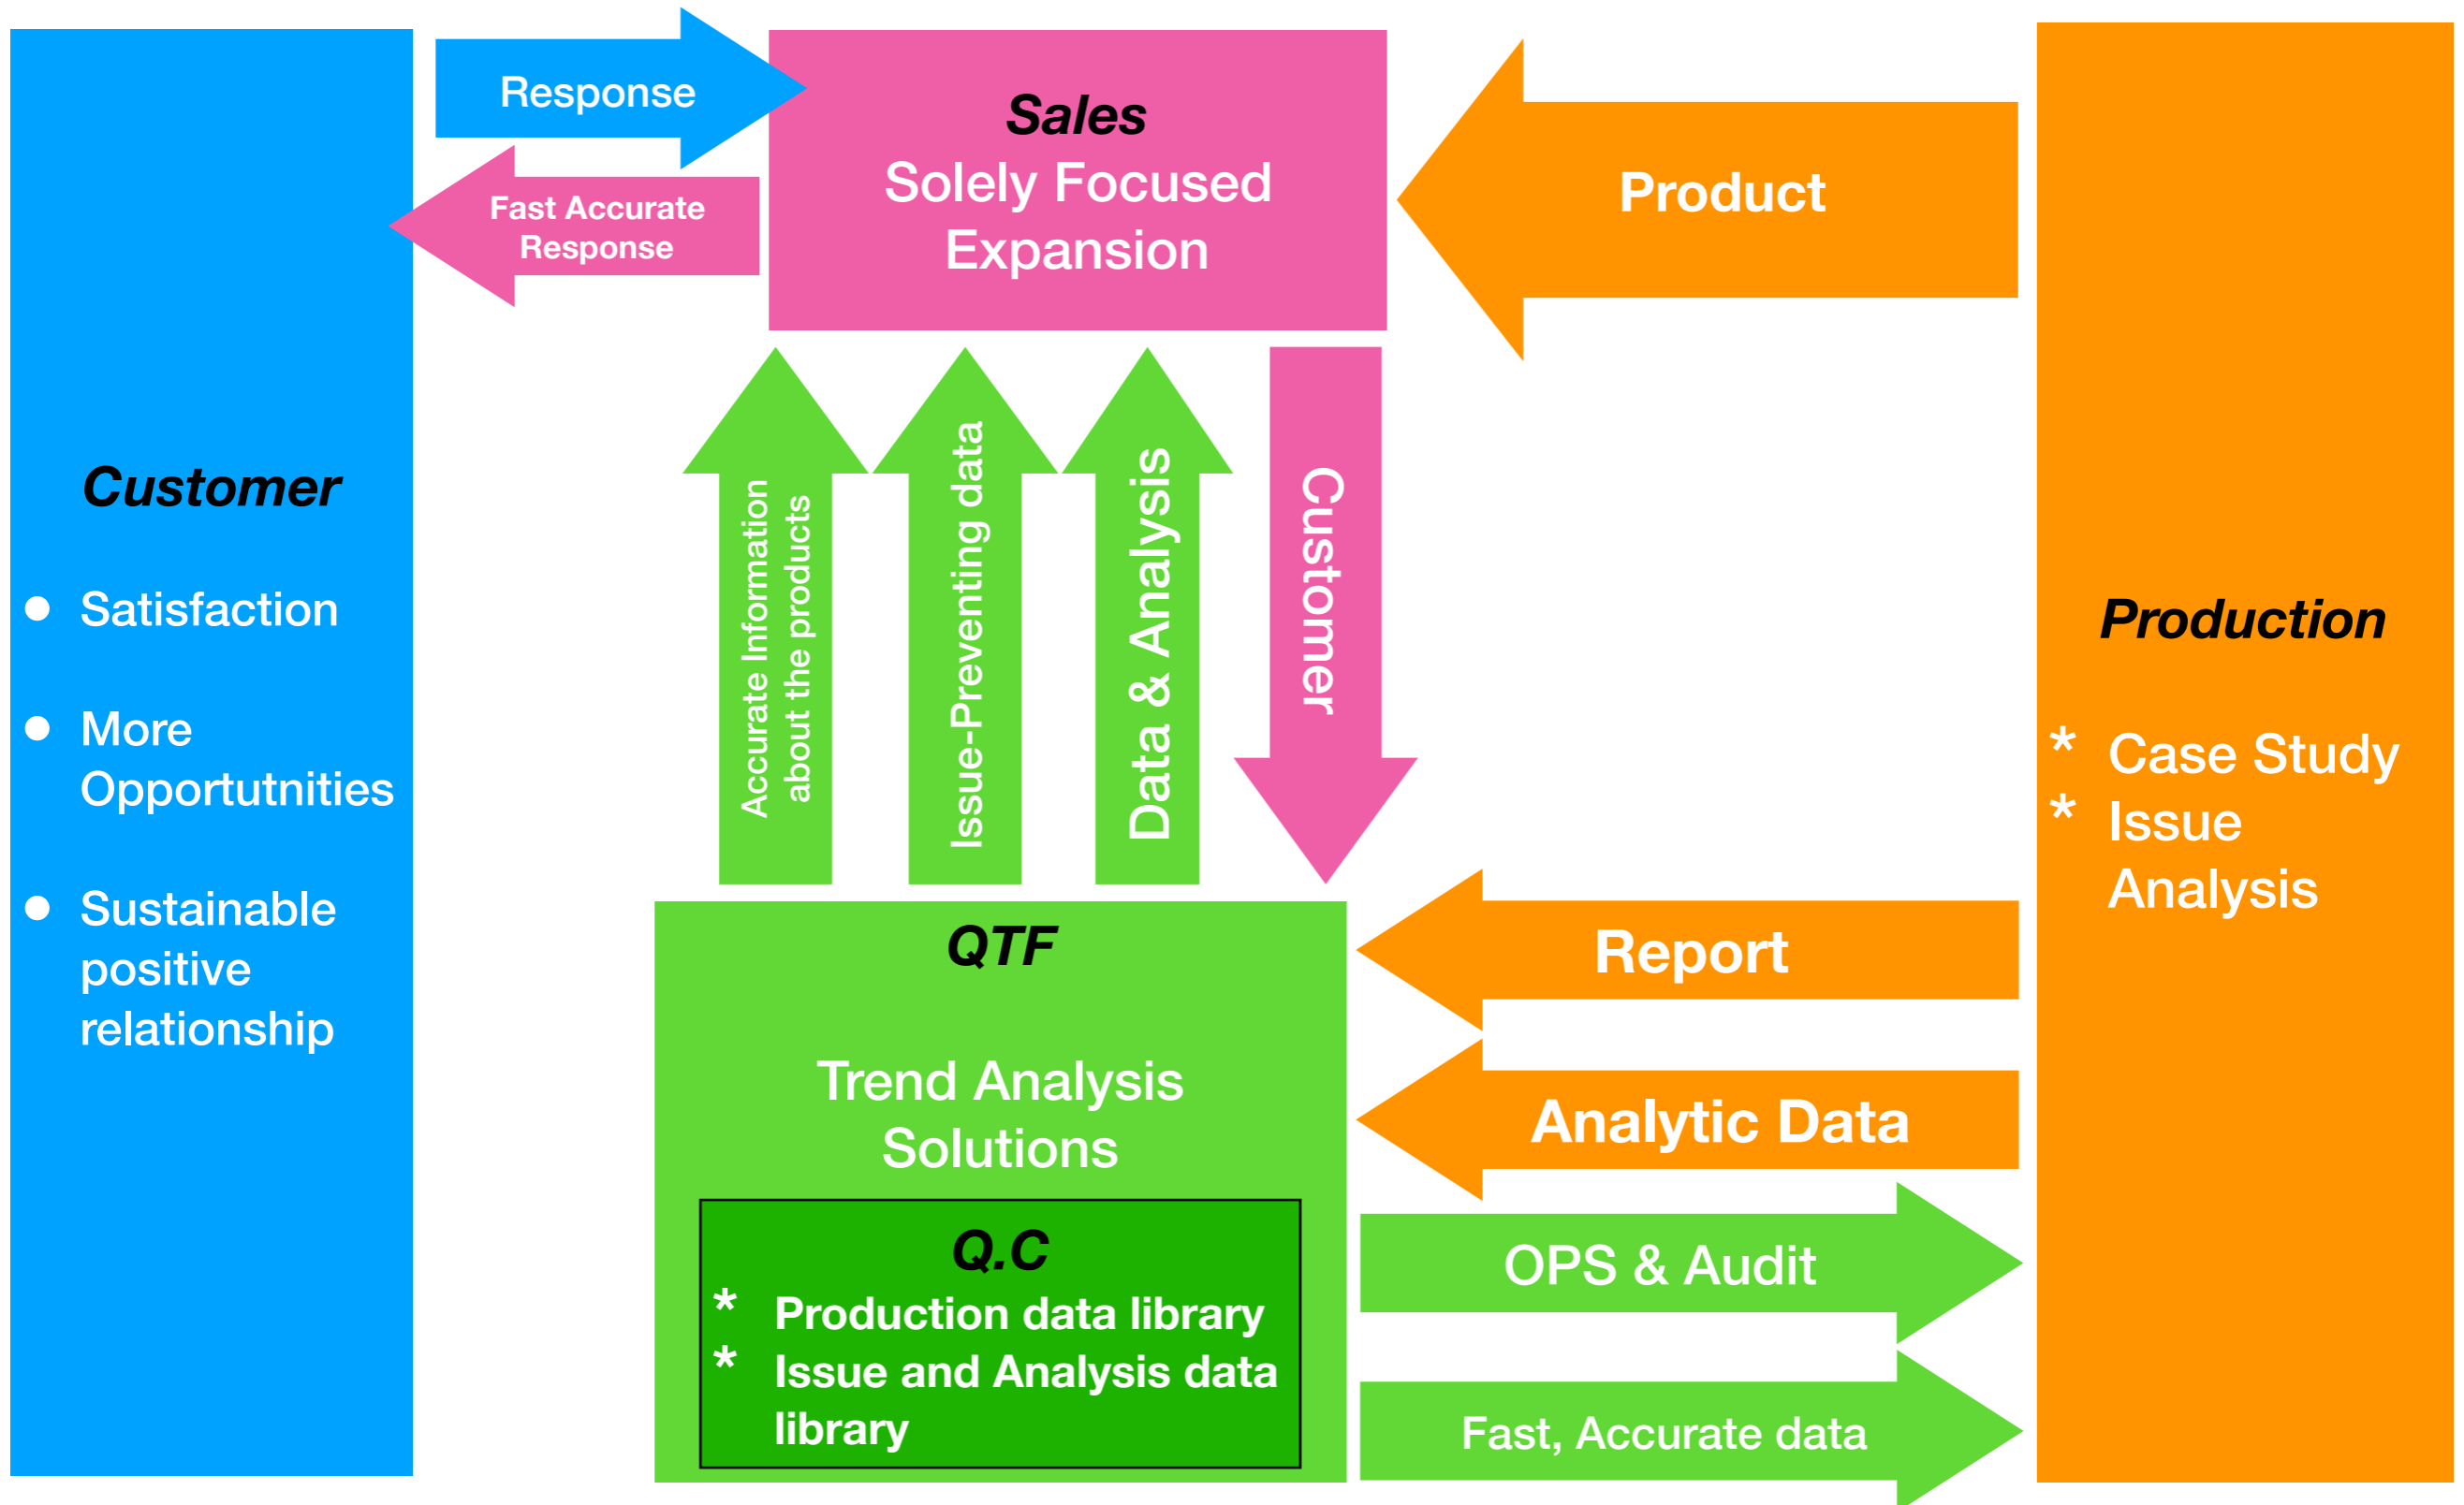 Response
Fast Accurate
Response
Sales
Solely Focused
Expansion
Product
Customer
● Satisfaction
● More
Opportutnities
● Sustainable
positive
relationship
Accurate Information
about the products
Issue-Preventing data
Data & Analysis
Customer
Production
* Case Study
* Issue
Analysis
QTF
Trend Analysis
Solutions
Q.C
* Production data library
* Issue and Analysis data
library
Report
Analytic Data
OPS & Audit
Fast, Accurate data